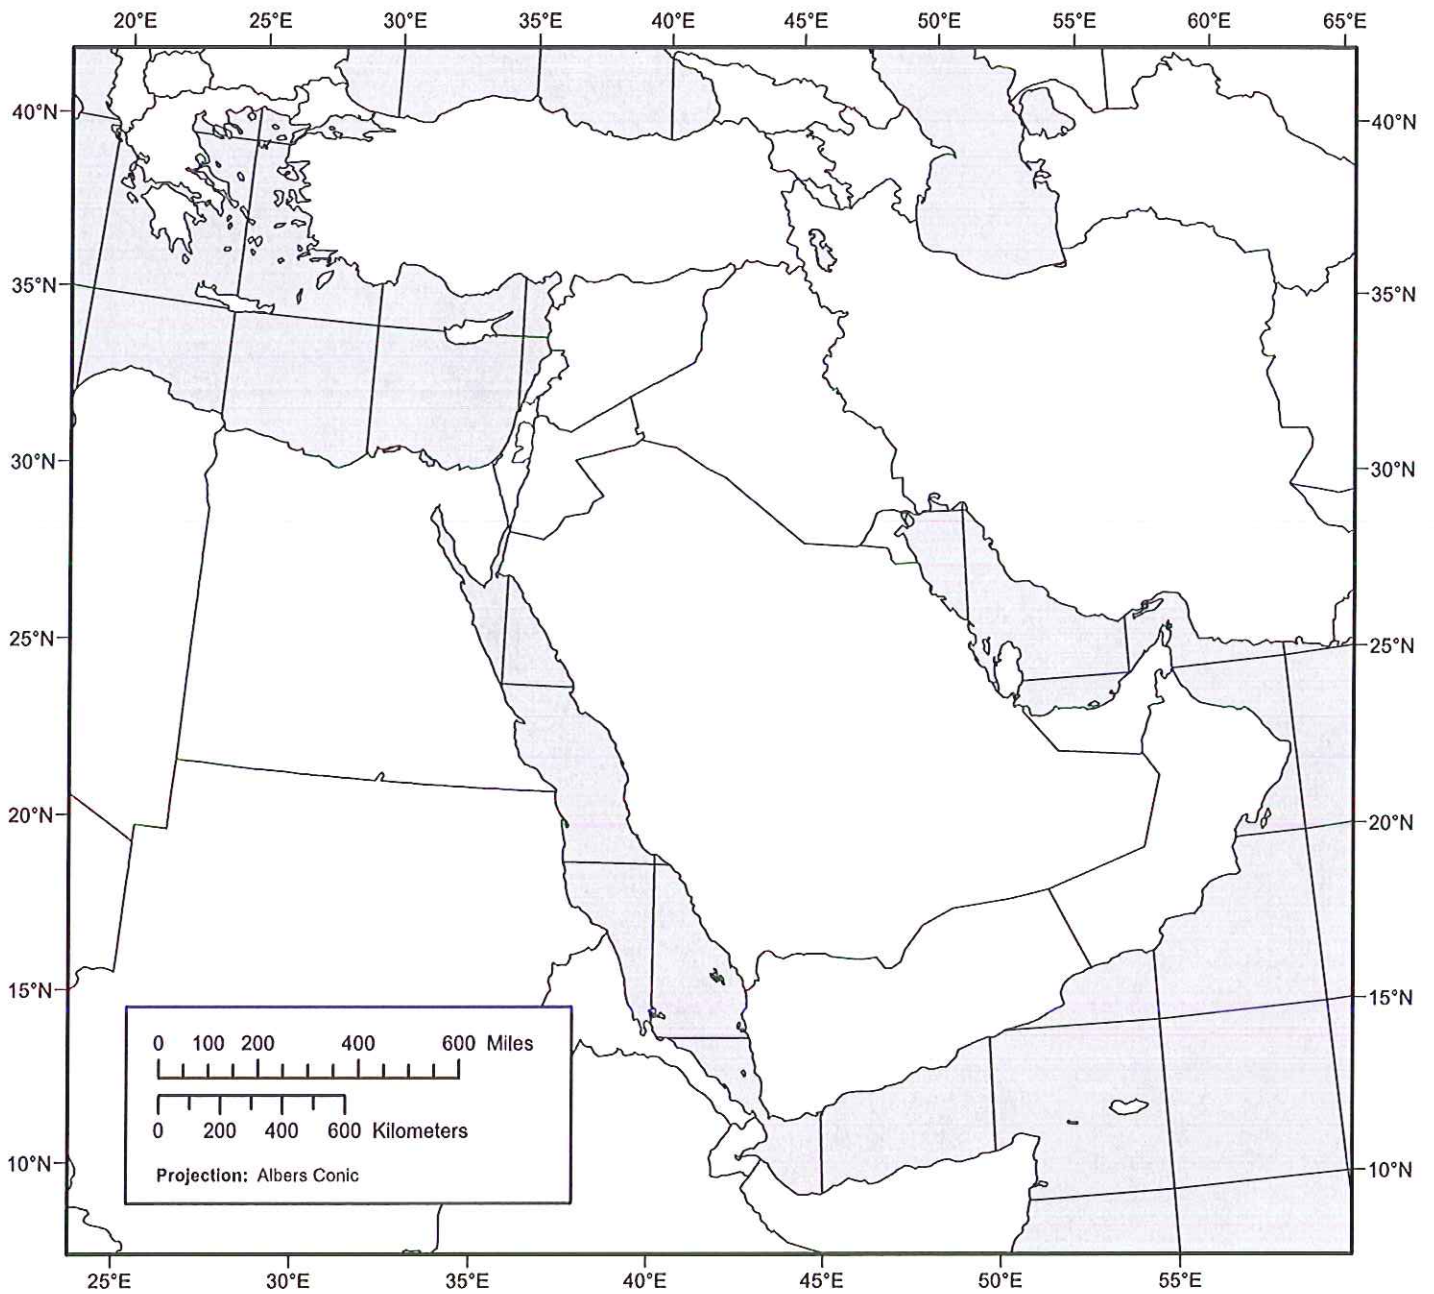 20°E 25°E 30°E 35°E 40°E 45°E 50°E 55°E 60°E 65°E
40°N 40°N
35°N 35°N
30°N 30°N
25°N 25°N
20°N 20°N
15°N 15°N
0 100 200 400 600 Miles
0 200 400 600 Kilometers
Projection: Albers Conic
10°N 10°N
25°E 30°E 35°E 40°E 45°E 50°E 55°E